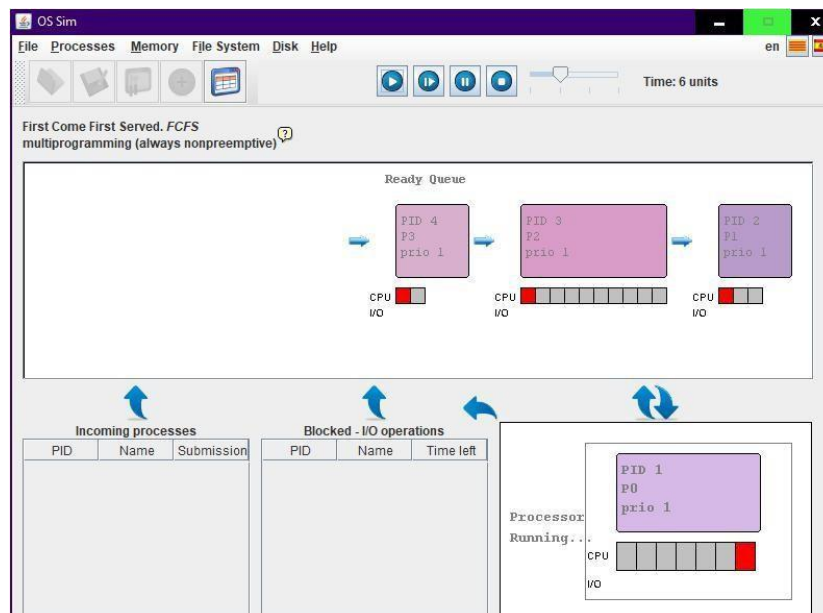 OS Sim
File Processes Memory File System Disk Help
en
Time: 6 units
First Come First Served. FCFS
multiprogramming (always nonpreemptive)
?
Ready Queue
PID 4
P3
prio 1
CPU
I/O
PID 3
P2
prio 1
CPU
I/O
PID 2
P1
prio 1
CPU
I/O
Incoming processes
PID Name Submission
Blocked - I/O operations
PID Name Time left
Processor
Running...
PID 1
P0
prio 1
CPU
I/O